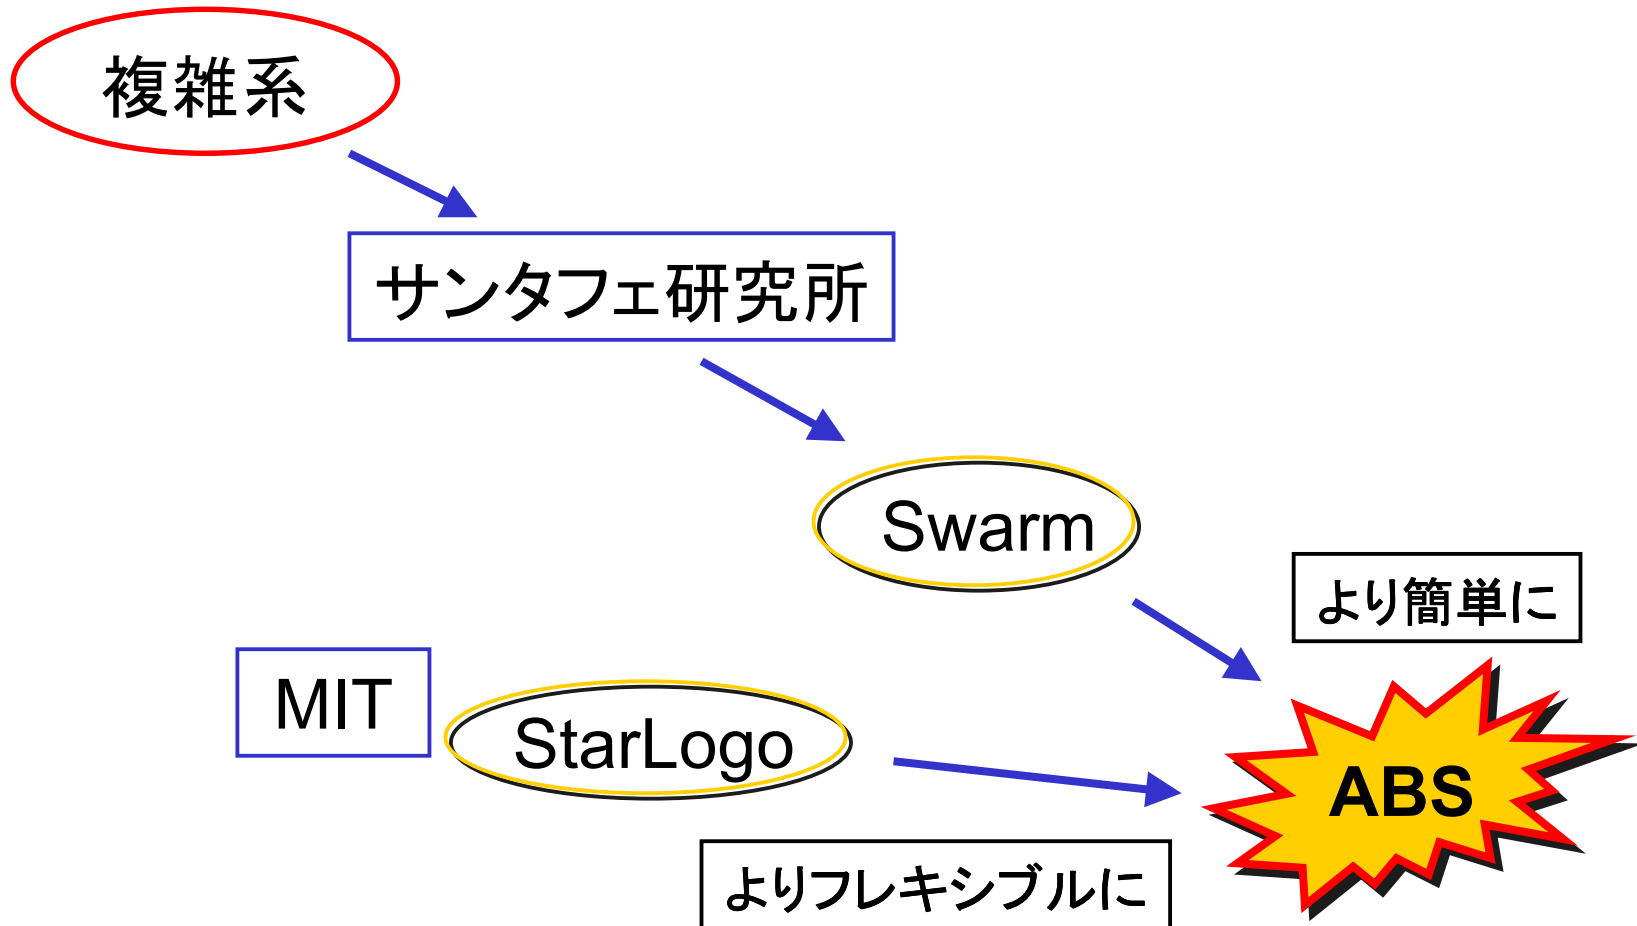 複雑系
サンタフェ研究所
Swarm
より簡単に
MIT
StarLogo
ABS
よりフレキシブルに